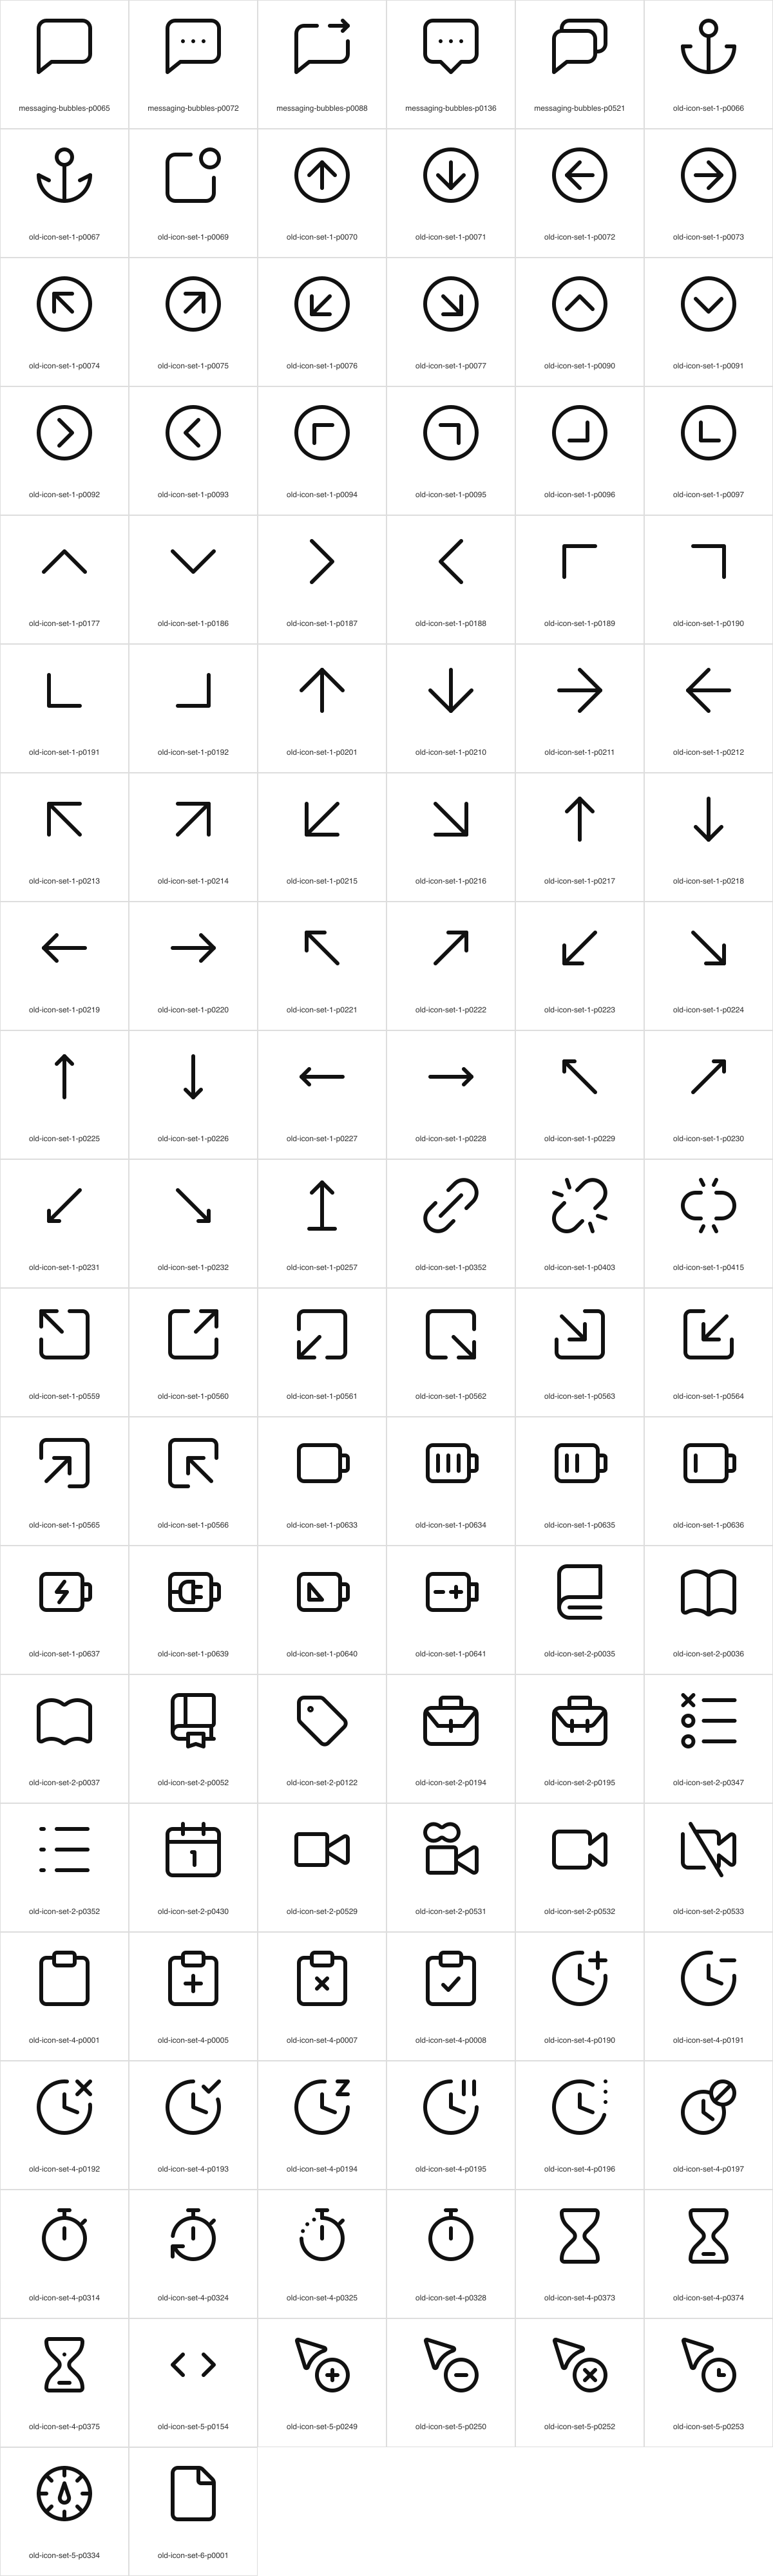 messaging-bubbles-p0065 messaging-bubbles-p0072 messaging-bubbles-p0088 messaging-bubbles-p0136 messaging-bubbles-p0521 old-icon-set-1-p0066
old-icon-set-1-p0067 old-icon-set-1-p0069 old-icon-set-1-p0070 old-icon-set-1-p0071 old-icon-set-1-p0072 old-icon-set-1-p0073
old-icon-set-1-p0074 old-icon-set-1-p0075 old-icon-set-1-p0076 old-icon-set-1-p0077 old-icon-set-1-p0090 old-icon-set-1-p0091
old-icon-set-1-p0092 old-icon-set-1-p0093 old-icon-set-1-p0094 old-icon-set-1-p0095 old-icon-set-1-p0096 old-icon-set-1-p0097
old-icon-set-1-p0177 old-icon-set-1-p0186 old-icon-set-1-p0187 old-icon-set-1-p0188 old-icon-set-1-p0189 old-icon-set-1-p0190
old-icon-set-1-p0191 old-icon-set-1-p0192 old-icon-set-1-p0201 old-icon-set-1-p0210 old-icon-set-1-p0211 old-icon-set-1-p0212
old-icon-set-1-p0213 old-icon-set-1-p0214 old-icon-set-1-p0215 old-icon-set-1-p0216 old-icon-set-1-p0217 old-icon-set-1-p0218
old-icon-set-1-p0219 old-icon-set-1-p0220 old-icon-set-1-p0221 old-icon-set-1-p0222 old-icon-set-1-p0223 old-icon-set-1-p0224
old-icon-set-1-p0225 old-icon-set-1-p0226 old-icon-set-1-p0227 old-icon-set-1-p0228 old-icon-set-1-p0229 old-icon-set-1-p0230
old-icon-set-1-p0231 old-icon-set-1-p0232 old-icon-set-1-p0257 old-icon-set-1-p0352 old-icon-set-1-p0403 old-icon-set-1-p0415
old-icon-set-1-p0559 old-icon-set-1-p0560 old-icon-set-1-p0561 old-icon-set-1-p0562 old-icon-set-1-p0563 old-icon-set-1-p0564
old-icon-set-1-p0565 old-icon-set-1-p0566 old-icon-set-1-p0633 old-icon-set-1-p0634 old-icon-set-1-p0635 old-icon-set-1-p0636
old-icon-set-1-p0637 old-icon-set-1-p0639 old-icon-set-1-p0640 old-icon-set-1-p0641 old-icon-set-2-p0035 old-icon-set-2-p0036
old-icon-set-2-p0037 old-icon-set-2-p0052 old-icon-set-2-p0122 old-icon-set-2-p0194 old-icon-set-2-p0195 old-icon-set-2-p0347
1
old-icon-set-2-p0352 old-icon-set-2-p0430 old-icon-set-2-p0529 old-icon-set-2-p0531 old-icon-set-2-p0532 old-icon-set-2-p0533
old-icon-set-4-p0001 old-icon-set-4-p0005 old-icon-set-4-p0007 old-icon-set-4-p0008 old-icon-set-4-p0190 old-icon-set-4-p0191
z
old-icon-set-4-p0192 old-icon-set-4-p0193 old-icon-set-4-p0194 old-icon-set-4-p0195 old-icon-set-4-p0196 old-icon-set-4-p0197
old-icon-set-4-p0314 old-icon-set-4-p0324 old-icon-set-4-p0325 old-icon-set-4-p0328 old-icon-set-4-p0373 old-icon-set-4-p0374
old-icon-set-4-p0375 old-icon-set-5-p0154 old-icon-set-5-p0249 old-icon-set-5-p0250 old-icon-set-5-p0252 old-icon-set-5-p0253
old-icon-set-5-p0334 old-icon-set-6-p0001